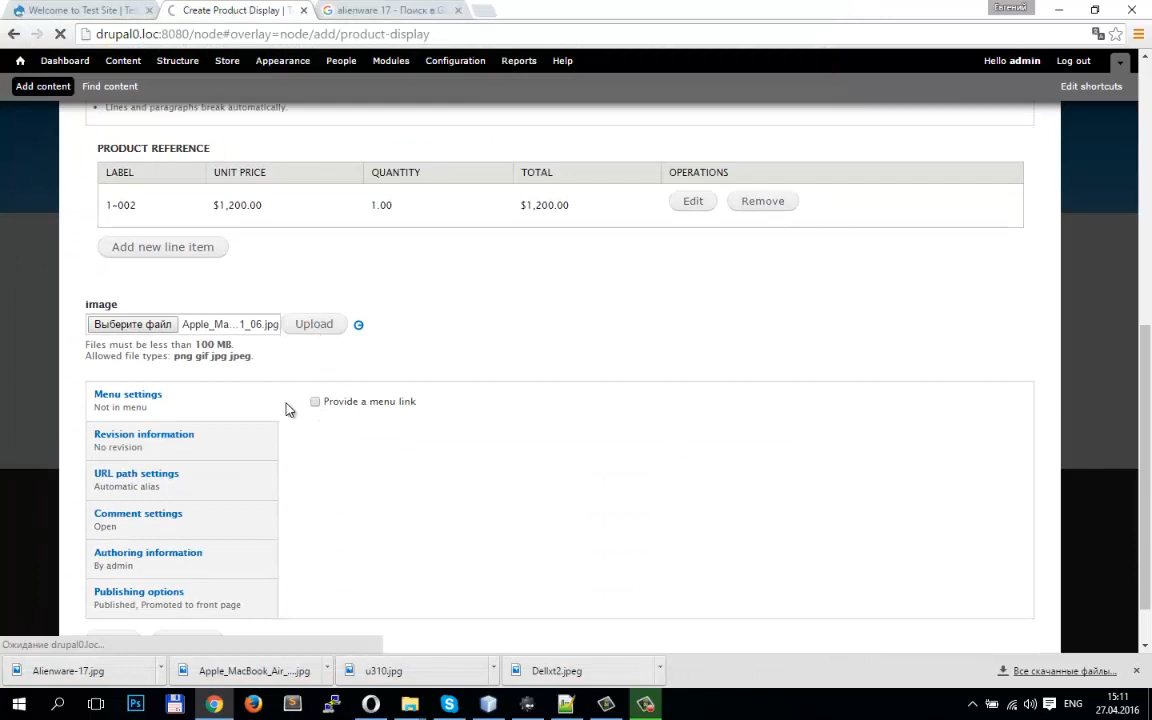 Welcome to Test Site | Tes
Create Product Display | T
alienware 17 - Поиск в G
Евгений
drupal0.loc:8080/node#overlay=node/add/product-display
Dashboard Content Structure Store Appearance People Modules Configuration Help Hello admin Log out
Add content Find content Edit shortcuts
Lines and paragraphs break automatically.
PRODUCT REFERENCE
LABEL UNIT PRICE QUANTITY TOTAL OPERATIONS
1-002 $1,200.00 1.00 $1,200.00 Edit Remove
Add new line item
image
Выберите файл Apple_Ma...1_06.jpg Upload
Files must be less than 100 MB.
Allowed file types: png gif jpg jpeg.
Menu settings
Not in menu
Provide a menu link
Revision information
No revision
URL path settings
Automatic alias
Comment settings
Open
Authoring information
By admin
Publishing options
Published, Promoted to front page
Ожидание drupal0.loc...
Alienware-17.jpg Apple_MacBook_Air_....jpg u310.jpg Dellxt2.jpeg Все скачанные файлы...
ENG
15:11
27.04.2016